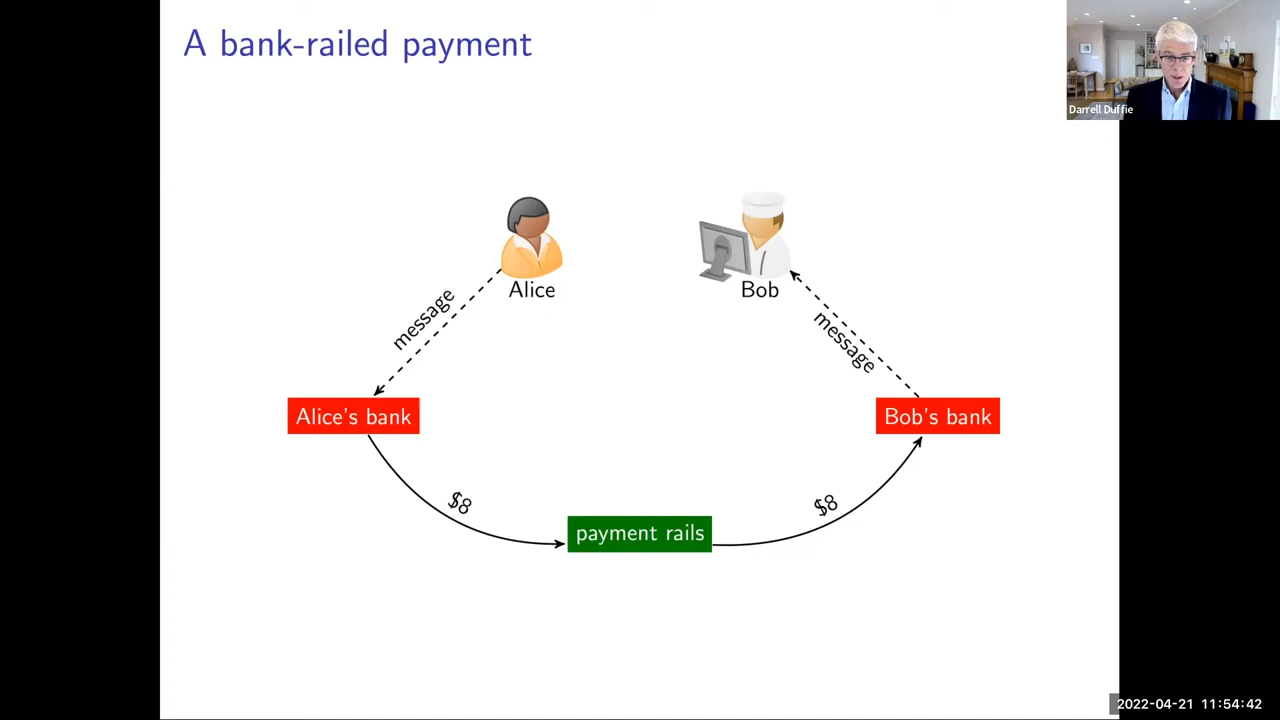 A bank-railed payment
Darrell Duffie
Alice
Bob
message
message
Alice's bank
Bob's bank
$8
$8
payment rails
2022-04-21 11:54:42